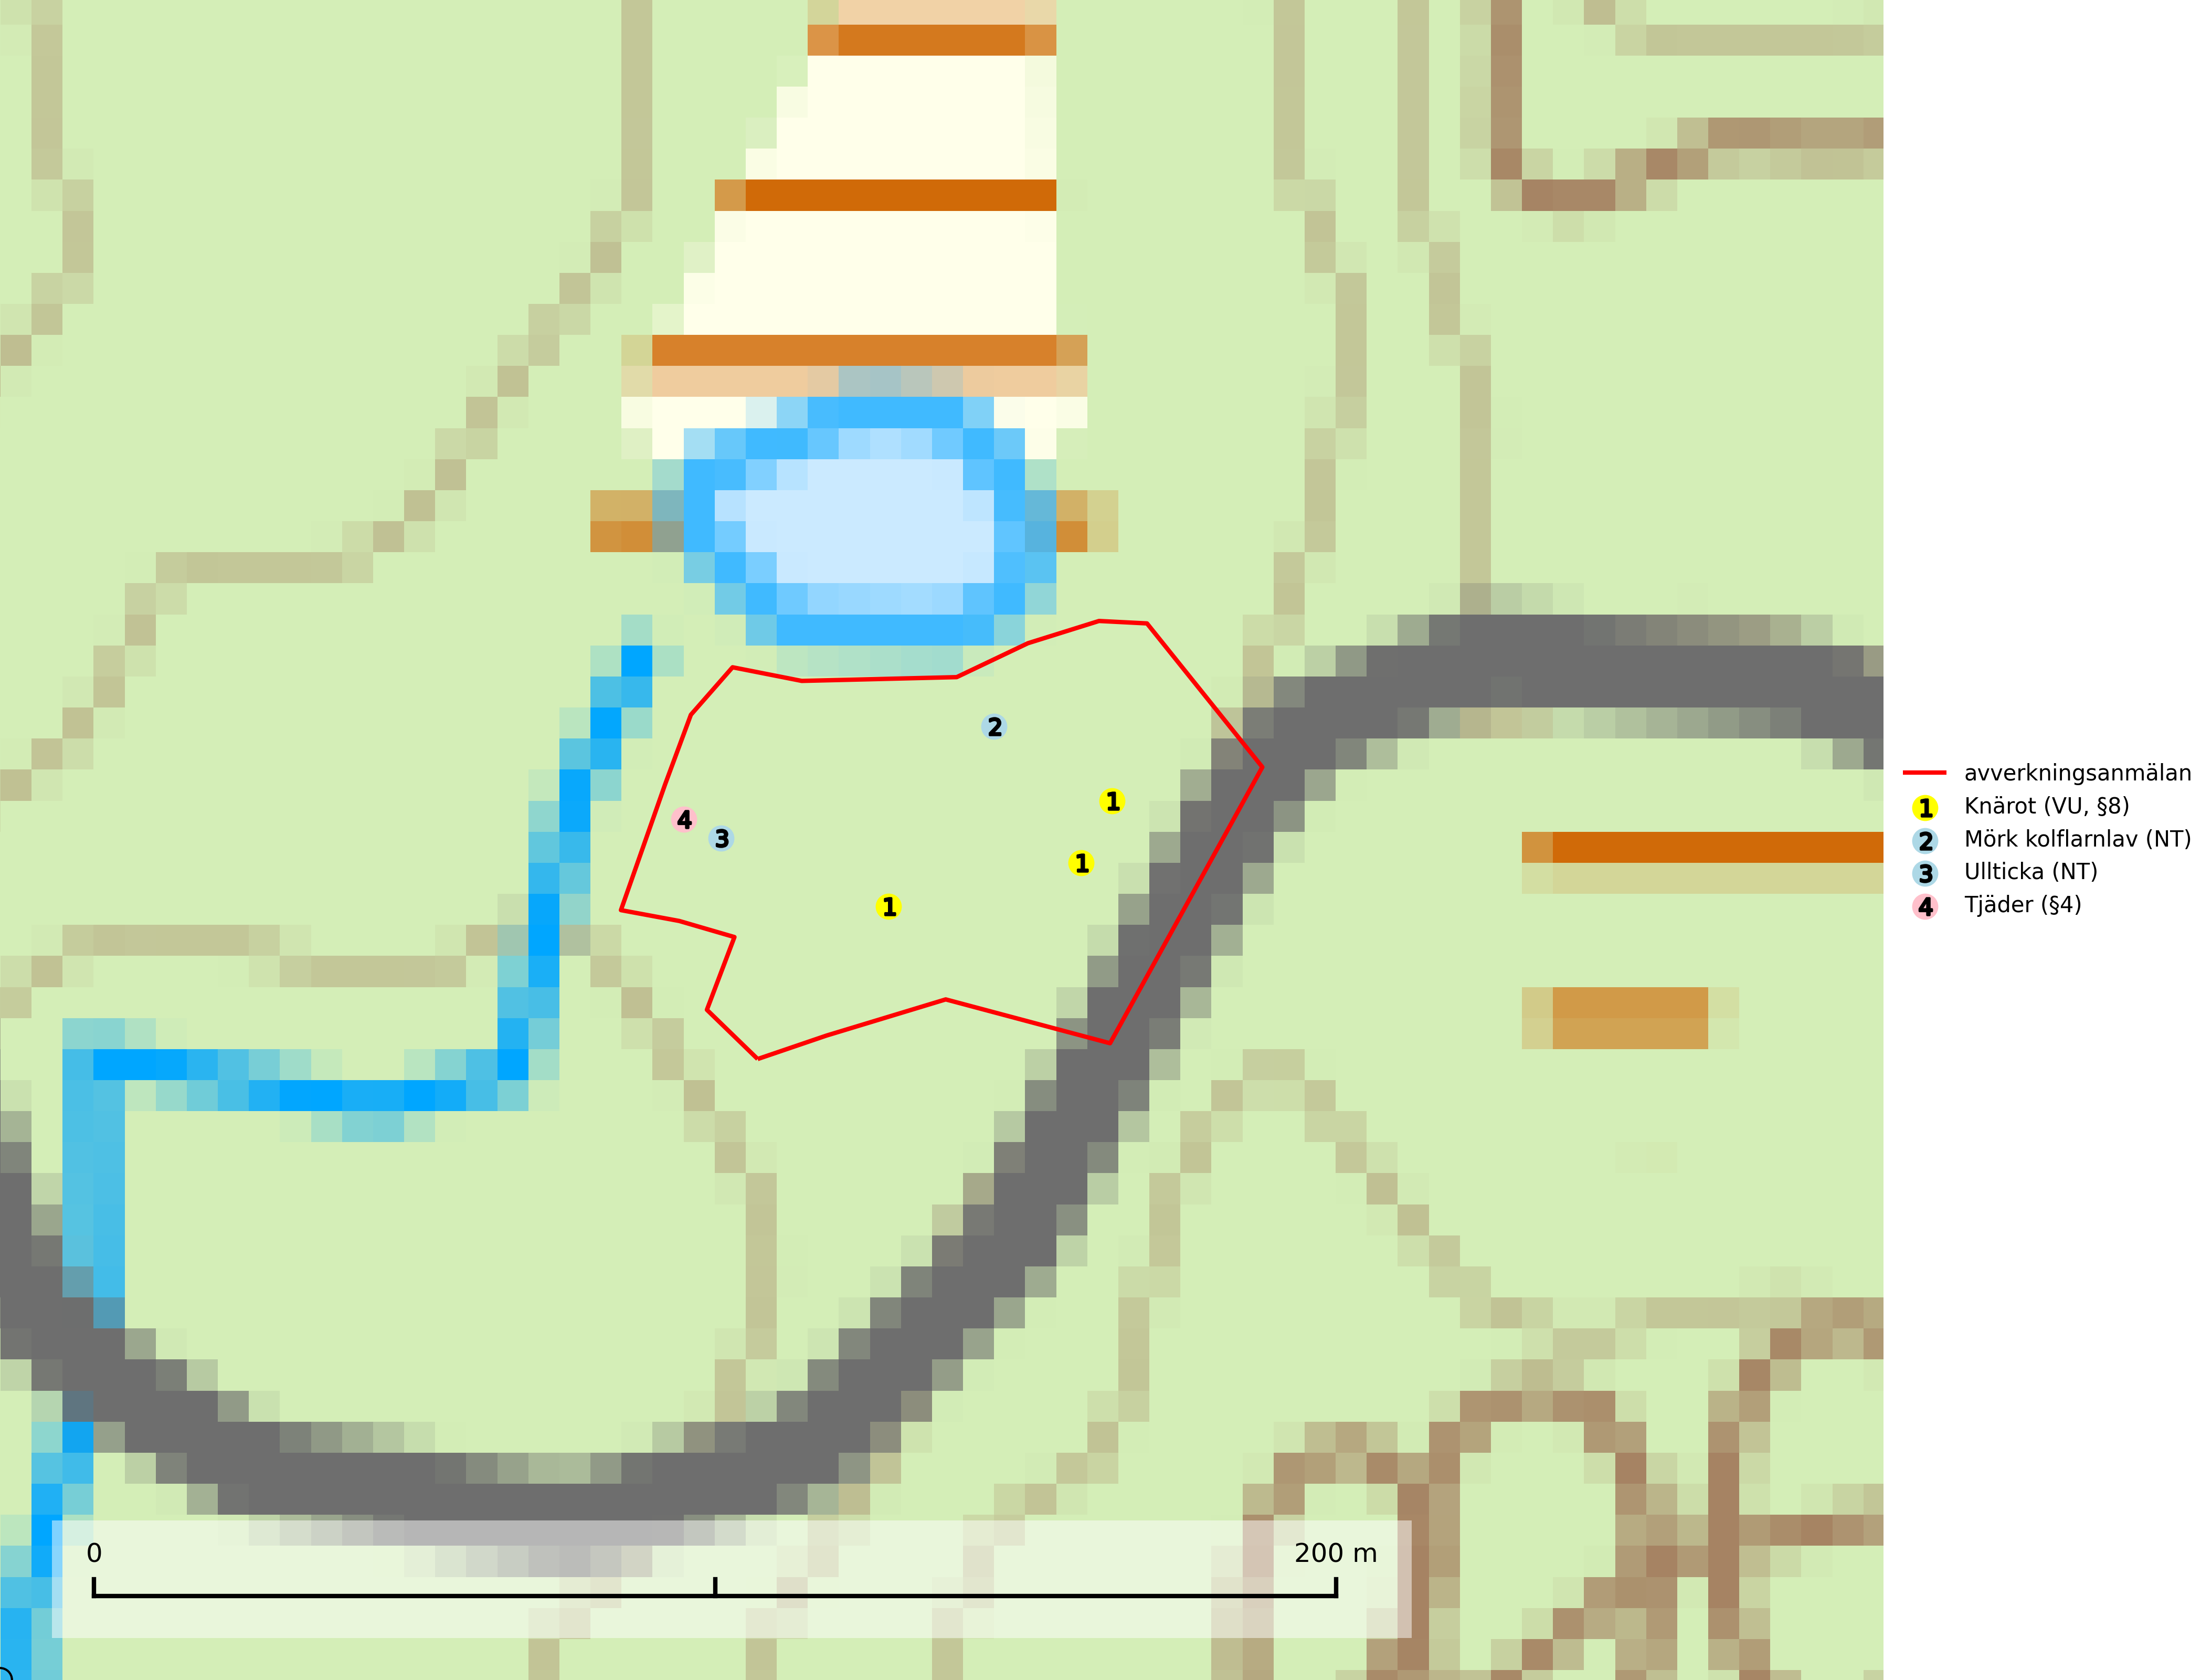 2
1
4
3
1
1
avverkningsanmälan
1 Knärot (VU, §8)
2 Mörk kolflarnlav (NT)
3 Ullticka (NT)
4 Tjäder (§4)
0 200 m